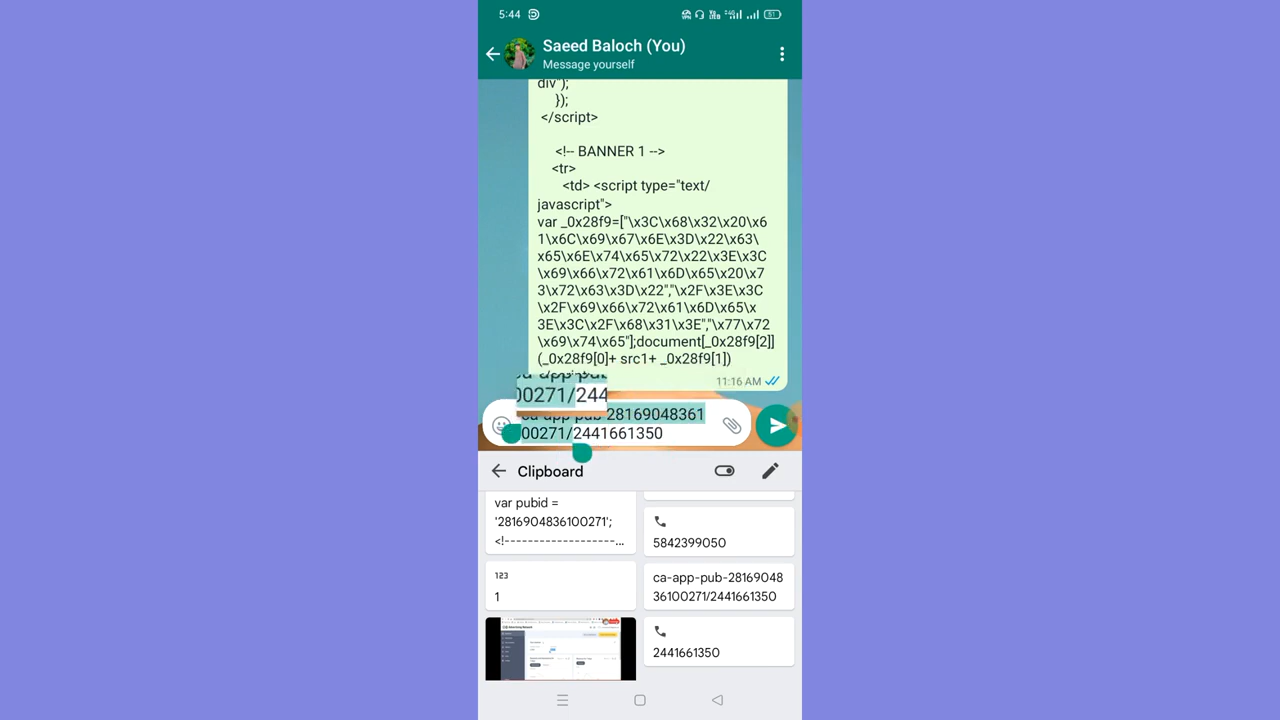 5:44
51
Saeed Baloch (You)
Message yourself
div");
});
</script>
<!-- BANNER 1 -->
<tr>
<td> <script type="text/
javascript">
var _0x28f9=["\x3C\x68\x32\x20\x6
1\x6C\x69\x67\x6E\x3D\x22\x63\
x65\x6E\x74\x65\x72\x22\x3E\x3C
\x69\x66\x72\x61\x6D\x65\x20\x7
3\x72\x63\x3D\x22","\x2F\x3E\x3C
\x2F\x69\x66\x72\x61\x6D\x65\x
3E\x3C\x2F\x68\x31\x3E","\x77\x72
\x69\x74\x65"];document[_0x28f9[2]]
(_0x28f9[0]+ src1+ _0x28f9[1])
11:16 AM
00271/244
ca-app-pub-28169048361
00271/2441661350
Clipboard
var pubid =
'2816904836100271';
<!--------------------...
5842399050
123
1
ca-app-pub-28169048
36100271/2441661350
2441661350